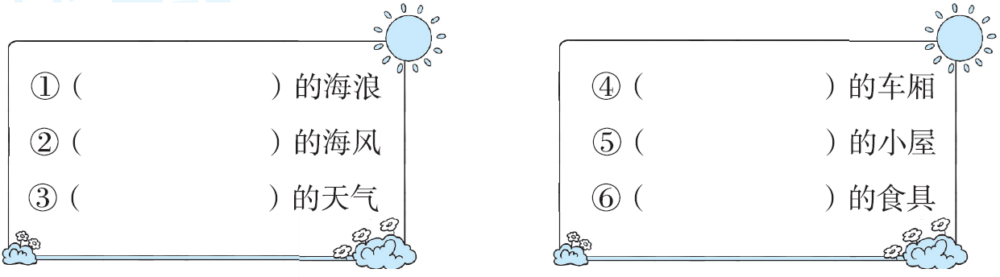 ①（　　　　　　）的海浪
②（　　　　　　）的海风
③（　　　　　　）的天气
④（　　　　　　）的车厢
⑤（　　　　　　）的小屋
⑥（　　　　　　）的食具